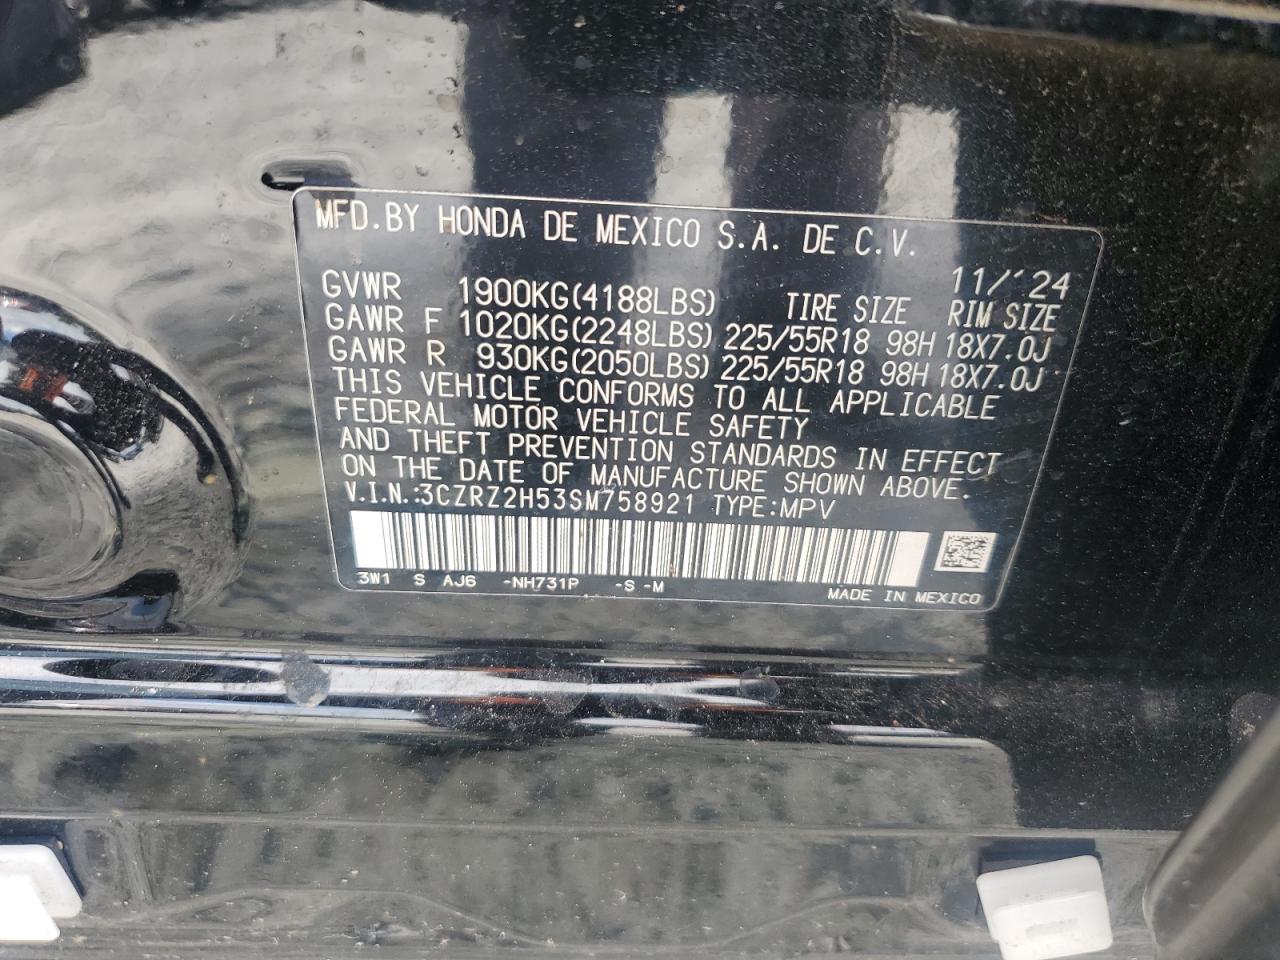 MFD.BY HONDA DE MEXICO S.A. DE C.V.
11/'24
GVWR 1900KG(4188LBS) TIRE SIZE RIM SIZE
GAWR F 1020KG(2248LBS) 225/55R18 98H 18X7.0J
GAWR R 930KG(2050LBS) 225/55R18 98H 18X7.0J
THIS VEHICLE CONFORMS TO ALL APPLICABLE
FEDERAL MOTOR VEHICLE SAFETY
AND THEFT PREVENTION STANDARDS IN EFFECT
ON THE DATE OF MANUFACTURE SHOWN ABOVE.
V.I.N.:3CZRZ2H53SM758921 TYPE:MPV
3W1 S AJ6 -NH731P -S -M
MADE IN MEXICO